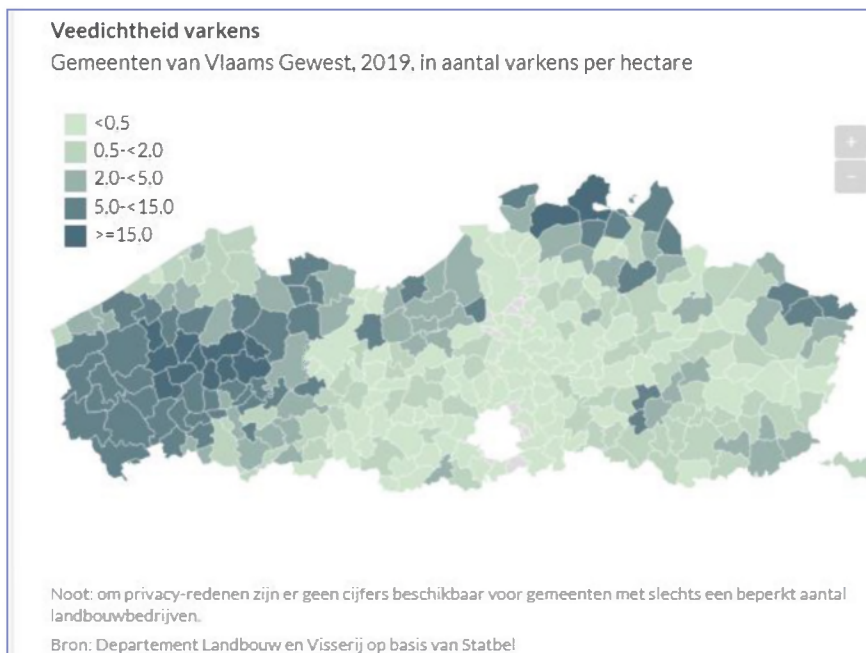 Veedichtheid varkens
Gemeenten van Vlaams Gewest, 2019, in aantal varkens per hectare
<0.5
0.5-<2.0
2.0-<5.0
5.0-<15.0
>=15.0
+
−
Noot: om privacy-redenen zijn er geen cijfers beschikbaar voor gemeenten met slechts een beperkt aantal
landbouwbedrijven.
Bron: Departement Landbouw en Visserij op basis van Statbel